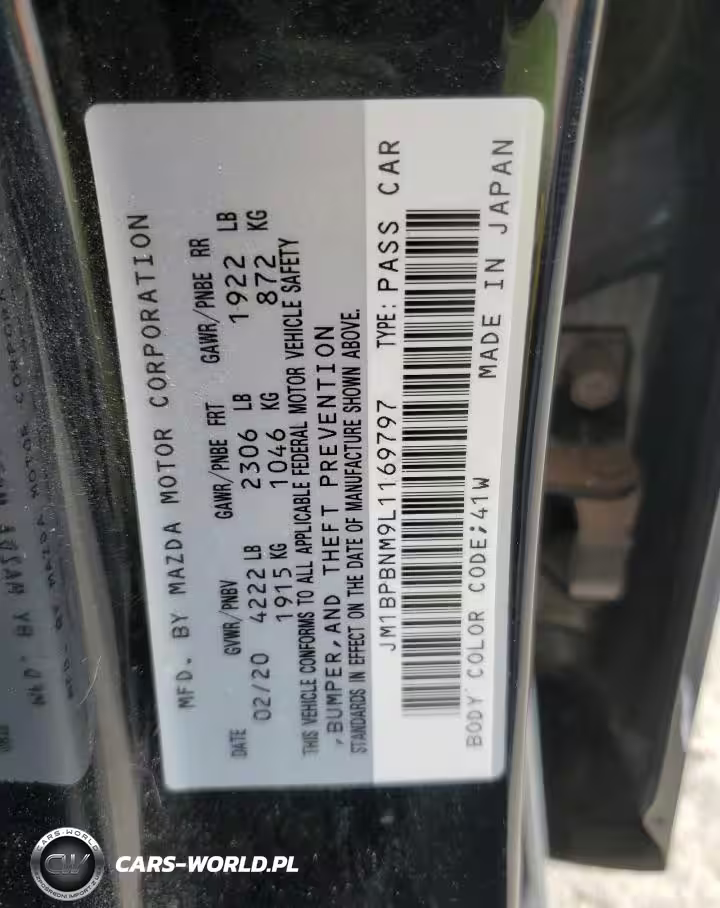 MFD. BY MAZDA MOTOR CORPORATION
DATE GVWR/PNBV GAWR/PNBE FRT GAWR/PNBE RR
02/20 4222 LB 2306 LB 1922 LB
1915 KG 1046 KG 872 KG
THIS VEHICLE CONFORMS TO ALL APPLICABLE FEDERAL MOTOR VEHICLE SAFETY
,BUMPER, AND THEFT PREVENTION
STANDARDS IN EFFECT ON THE DATE OF MANUFACTURE SHOWN ABOVE.
JM1BPBNM9L1169797 TYPE: PASS CAR
BODY COLOR CODE;41W MADE IN JAPAN
CARS-WORLD
CW
CARS-WORLD.PL